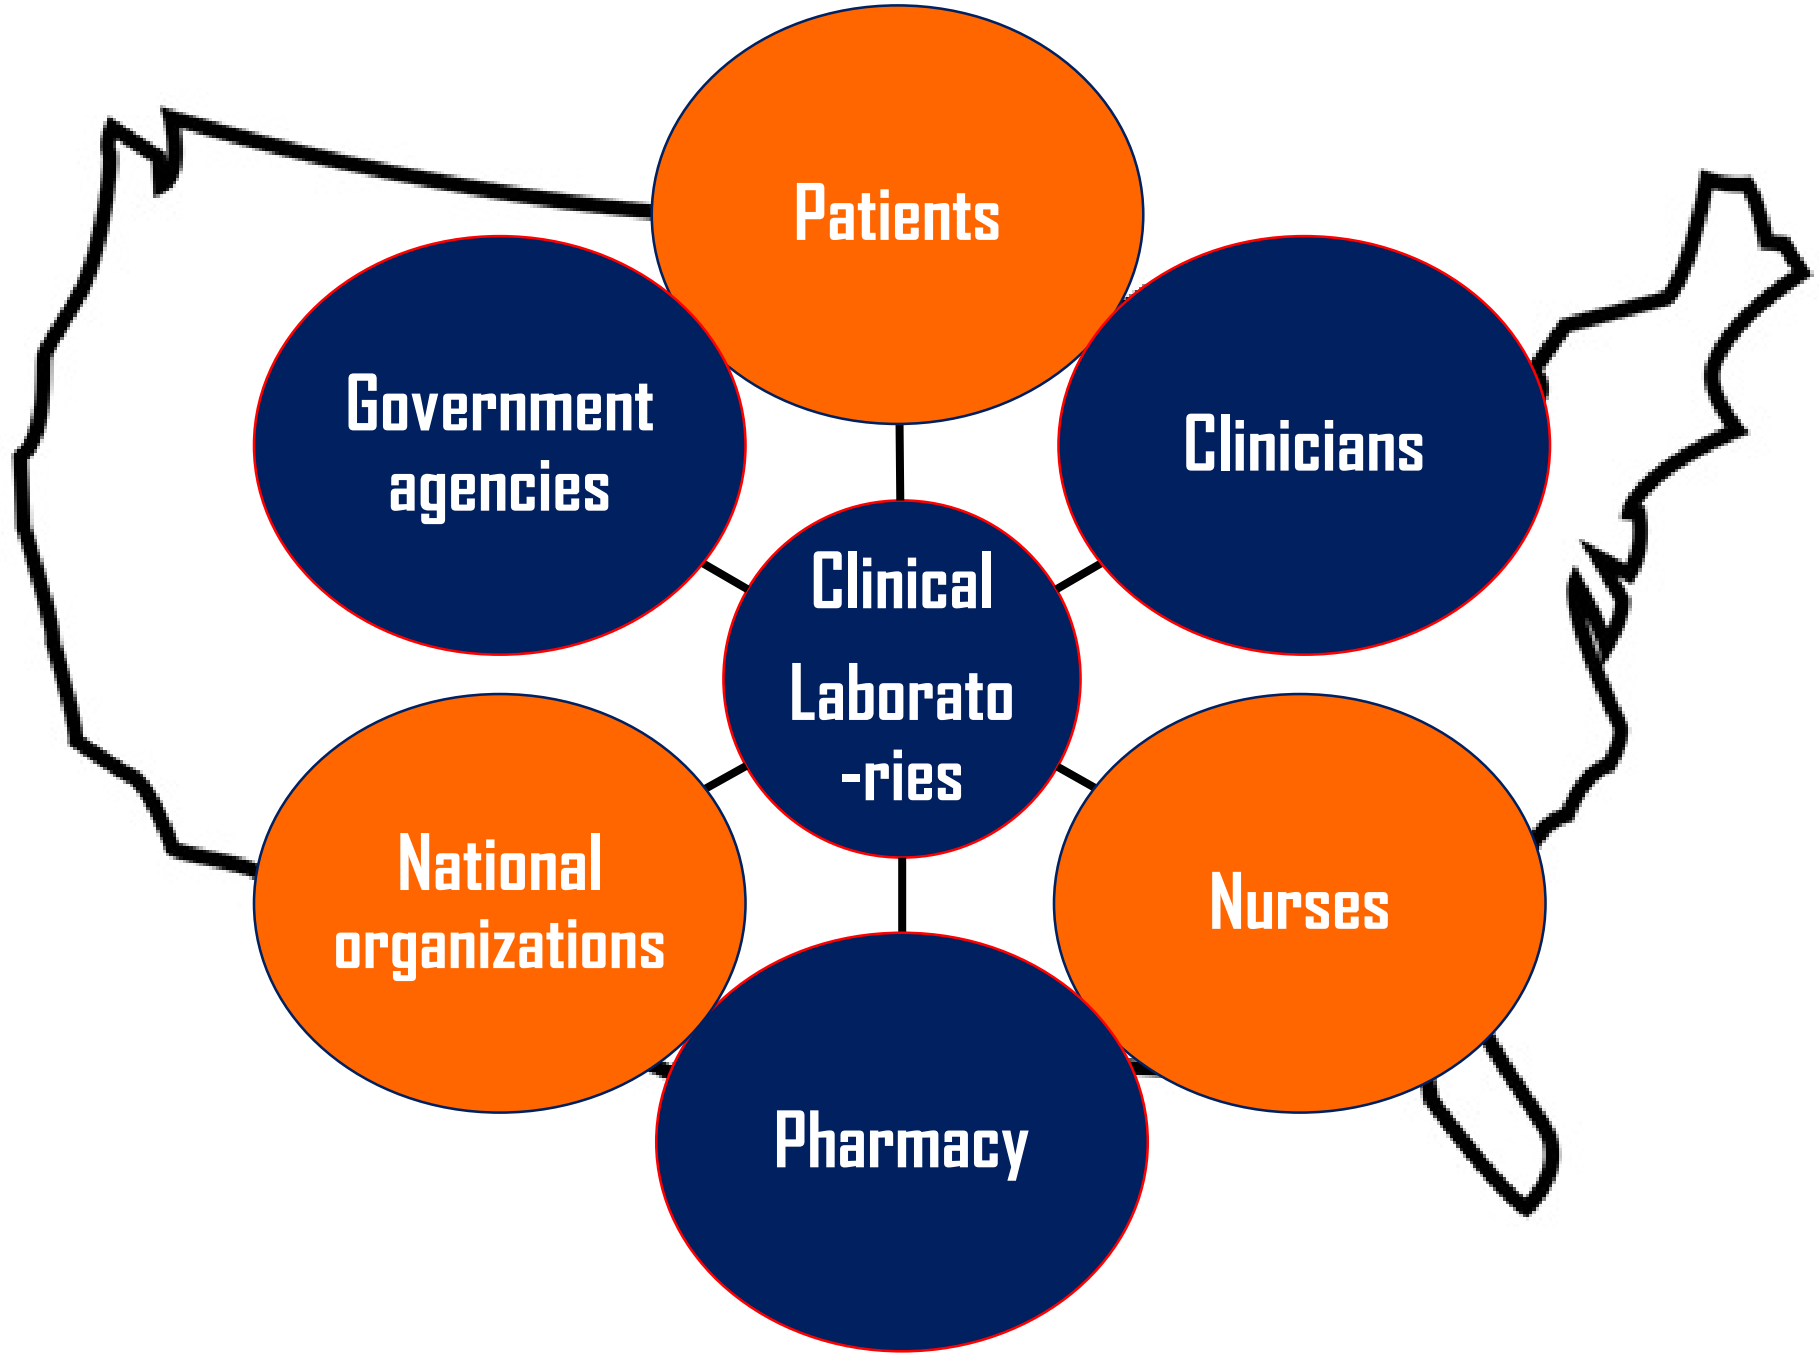 Patients
Government
agencies
Clinicians
Clinical
Laborato
-ries
National
organizations
Nurses
Pharmacy